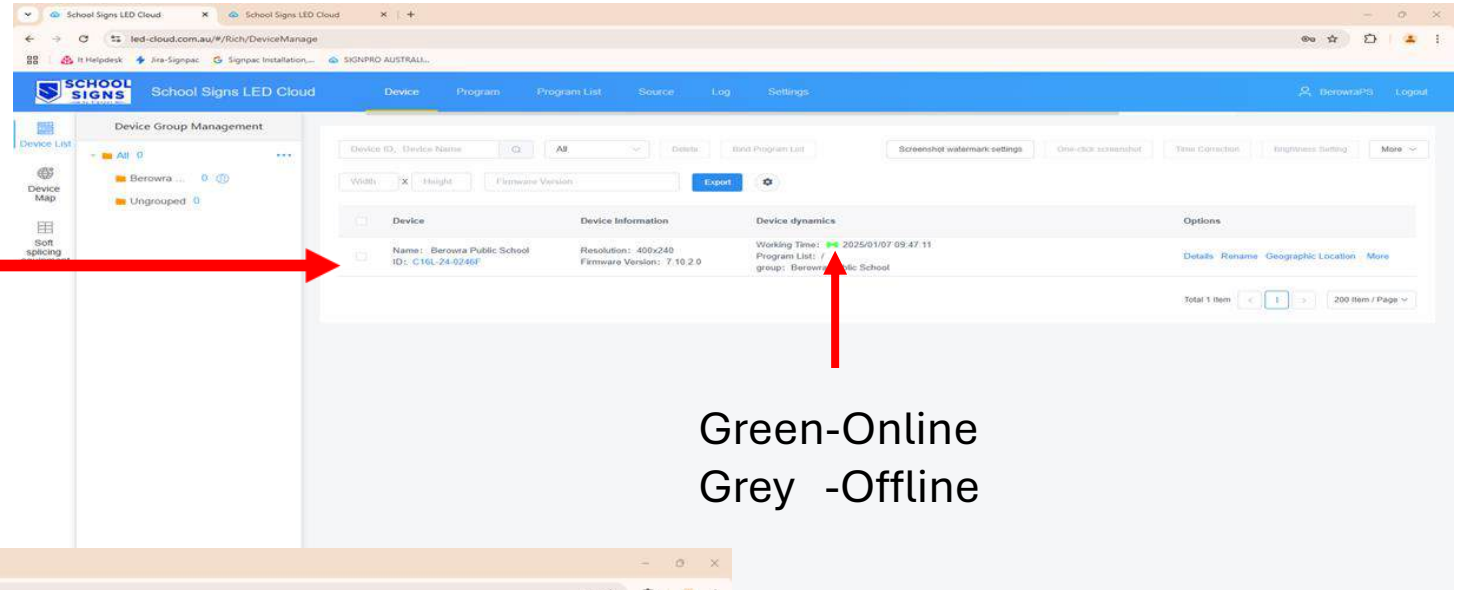 School Signs LED Cloud
School Signs LED Cloud
led-cloud.com.au/#/Rich/DeviceManage
It Helpdesk
Jira-Signpac
Signpac Installation,...
SIGNPRO AUSTRALI...
SCHOOL SIGNS
School Signs LED Cloud
Device
Program
Program List
Source
Log
Settings
BerowraPS
Logout
Device List
Device Map
Soft splicing
Device Group Management
All 0
Berowra ... 0
Ungrouped 0
Device ID, Device Name
All
Delete
Bind Program List
Screenshot watermark settings
One-click screenshot
Time Correction
Brightness Setting
More
Width X Height
Firmware Version
Export
Device
Device Information
Device dynamics
Options
Name: Berowra Public School
ID: C16L-24-0246F
Resolution: 400x240
Firmware Version: 7.10.2.0
Working Time: 2025/01/07 09:47:11
Program List: /
group: Berowra Public School
Details Rename Geographic Location More
Total 1 item
1
200 Item / Page
Green-Online
Grey -Offline